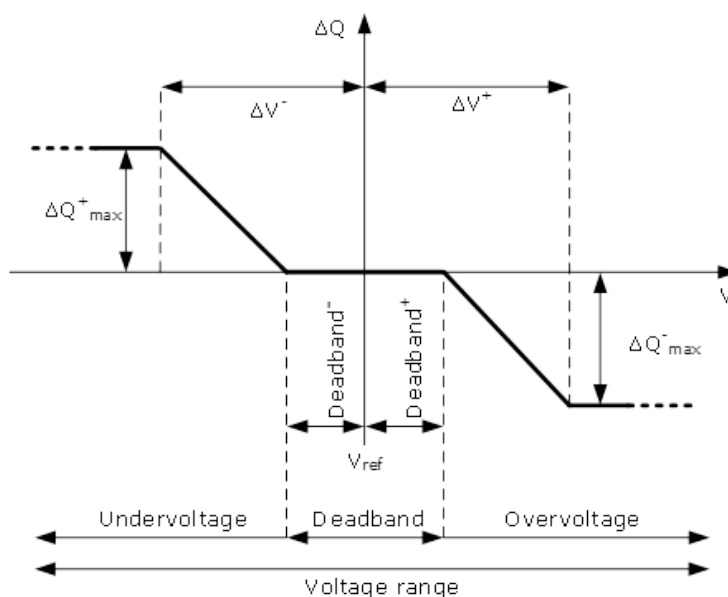 ΔQ
ΔV⁻
ΔV⁺
ΔQ⁺max
V
ΔQ⁻max
Deadband⁻
Deadband⁺
Vref
Undervoltage
Deadband
Overvoltage
Voltage range